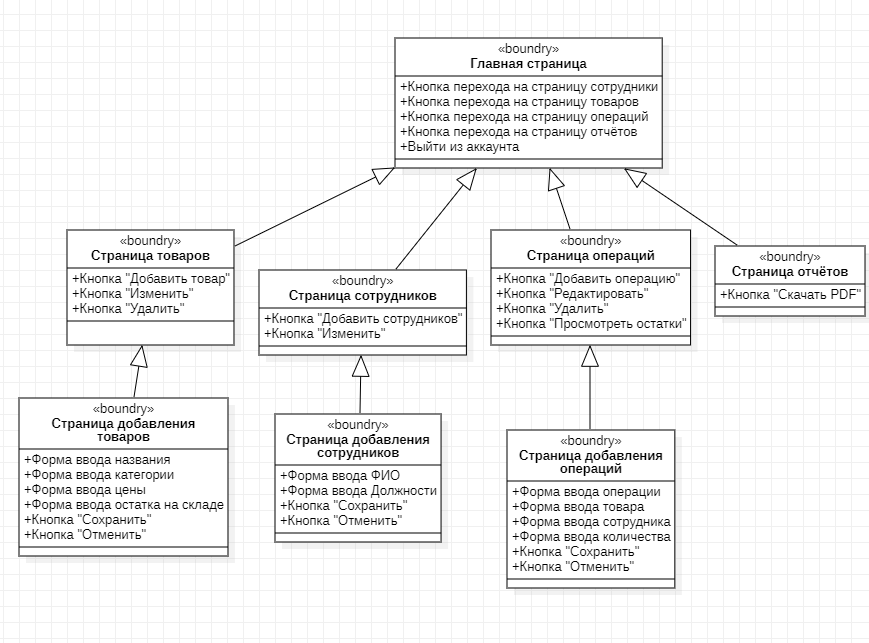 «boundry»
Главная страница
+Кнопка перехода на страницу сотрудники
+Кнопка перехода на страницу товаров
+Кнопка перехода на страницу операций
+Кнопка перехода на страницу отчётов
+Выйти из аккаунта
«boundry»
Страница товаров
+Кнопка "Добавить товар"
+Кнопка "Изменить"
+Кнопка "Удалить"
«boundry»
Страница сотрудников
+Кнопка "Добавить сотрудников"
+Кнопка "Изменить"
«boundry»
Страница операций
+Кнопка "Добавить операцию"
+Кнопка "Редактировать"
+Кнопка "Удалить"
+Кнопка "Просмотреть остатки"
«boundry»
Страница отчётов
+Кнопка "Скачать PDF"
«boundry»
Страница добавления
товаров
+Форма ввода названия
+Форма ввода категории
+Форма ввода цены
+Форма ввода остатка на складе
+Кнопка "Сохранить"
+Кнопка "Отменить"
«boundry»
Страница добавления
сотрудников
+Форма ввода ФИО
+Форма ввода Должности
+Кнопка "Сохранить"
+Кнопка "Отменить"
«boundry»
Страница добавления
операций
+Форма ввода операции
+Форма ввода товара
+Форма ввода сотрудника
+Форма ввода количества
+Кнопка "Сохранить"
+Кнопка "Отменить"